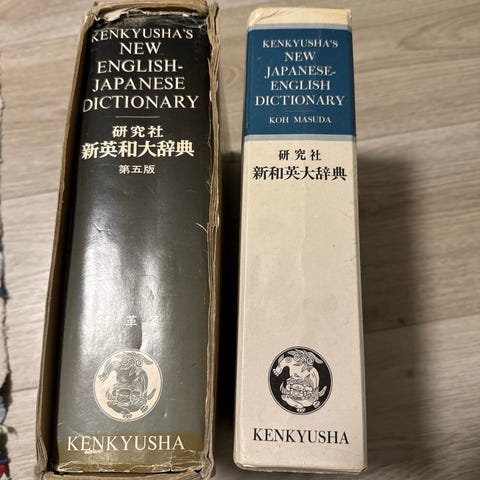 KENKYUSHA'S
NEW
ENGLISH-
JAPANESE
DICTIONARY
研究社
新英和大辞典
第五版
革
KENKYUSHA
KENKYUSHA'S
NEW
JAPANESE-
ENGLISH
DICTIONARY
KOH MASUDA
研究社
新和英大辞典
KENKYUSHA